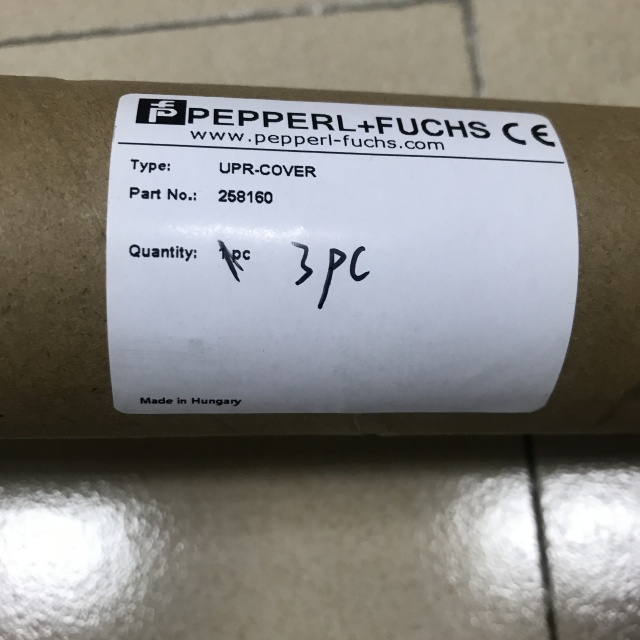 PEPPERL+FUCHS CE
www.pepperl-fuchs.com
Type: UPR-COVER
Part No.: 258160
Quantity: 1pc 3pc
Made in Hungary